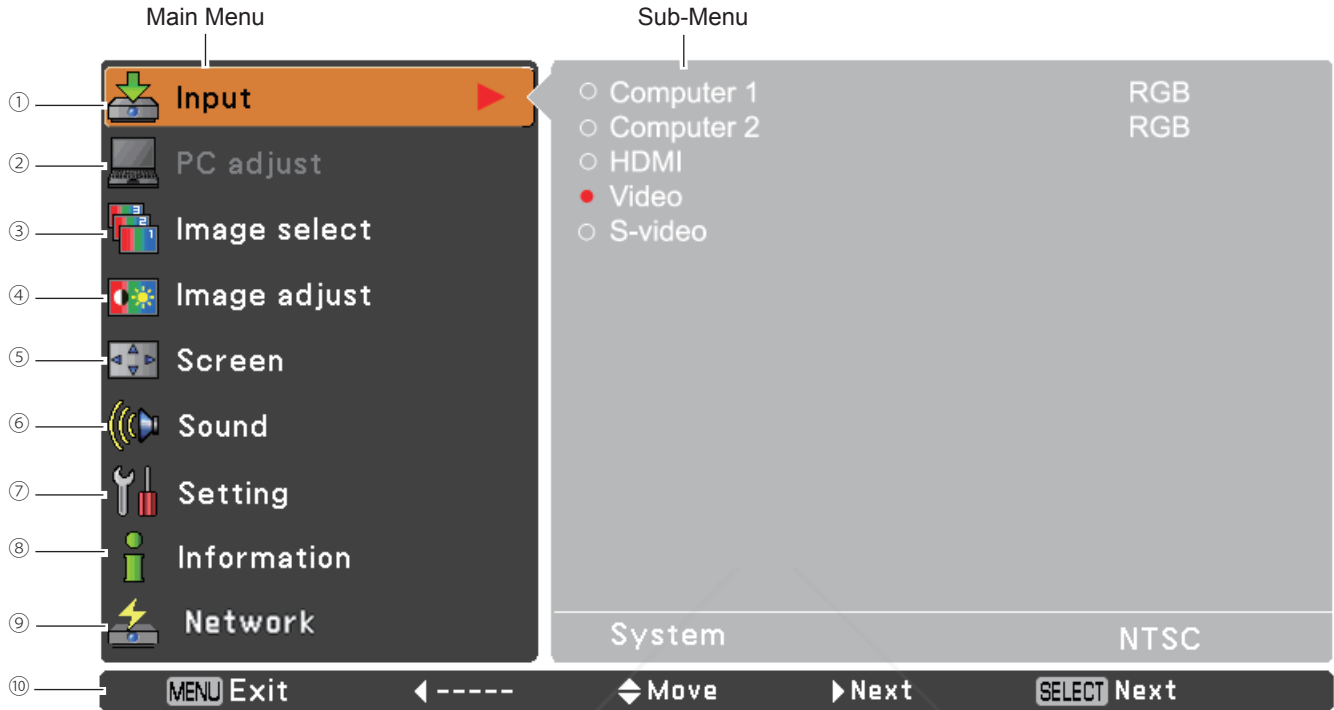 Main Menu
Sub-Menu
① Input
② PC adjust
③ Image select
④ Image adjust
⑤ Screen
⑥ Sound
⑦ Setting
⑧ Information
⑨ Network
Computer 1 RGB
Computer 2 RGB
HDMI
Video
S-video
System NTSC
⑩ MENU Exit ◀----- Move ▶Next SELECT Next